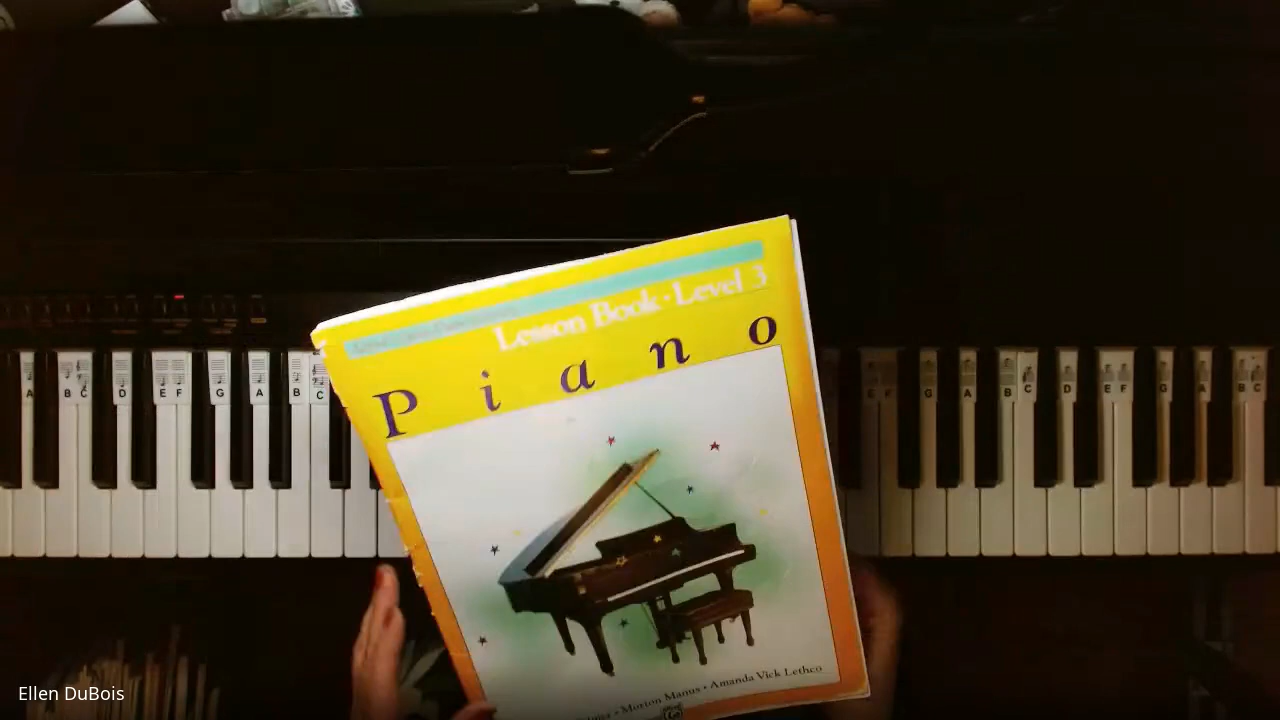 Lesson Book · Level 3
Piano
Morton Manus · Amanda Vick Lethco
A B C D E F G A B C
E F G A B C D E F G A B C
Ellen DuBois